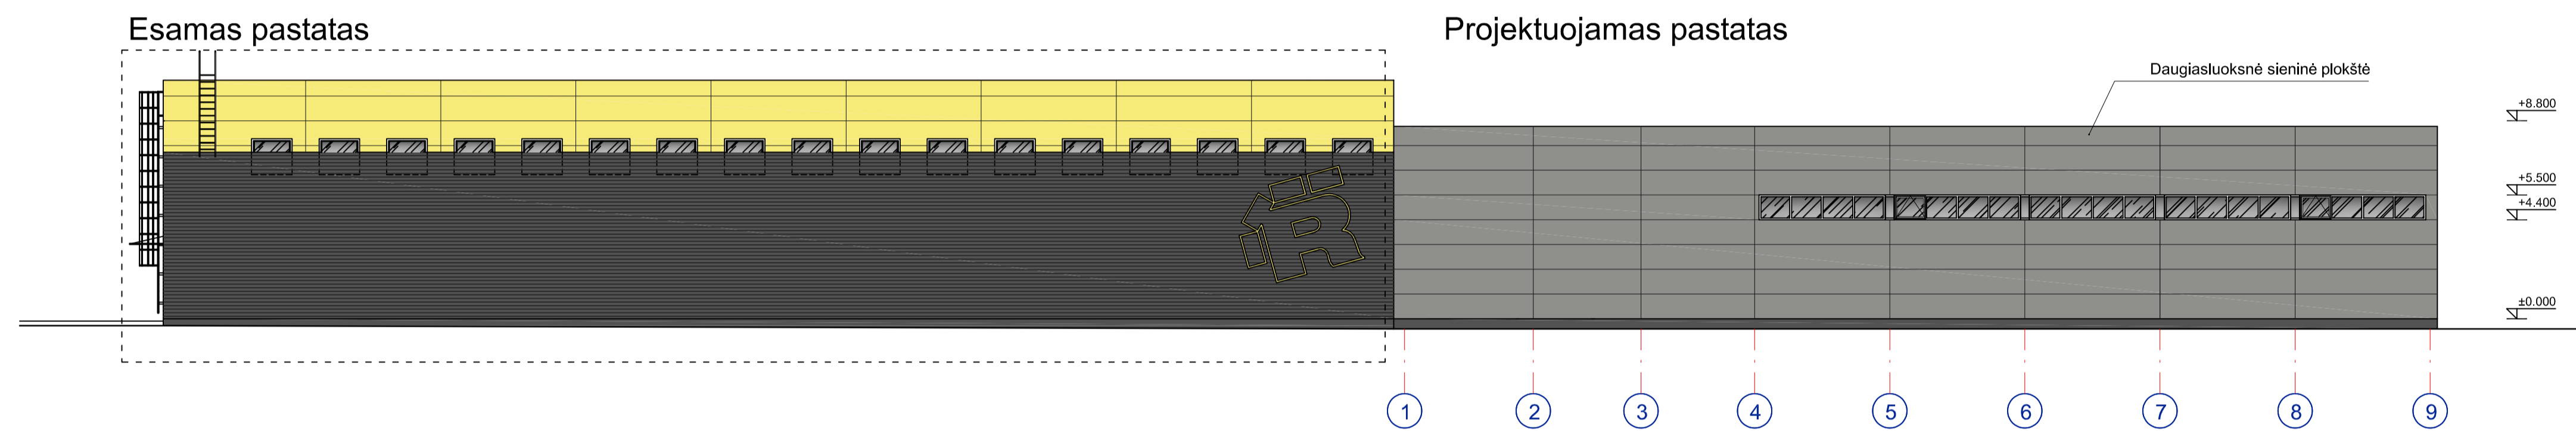 Esamas pastatas
Projektuojamas pastatas
Daugiasluoksnė sieninė plokštė
+8.800
+5.500
+4.400
±0.000
R
1 2 3 4 5 6 7 8 9